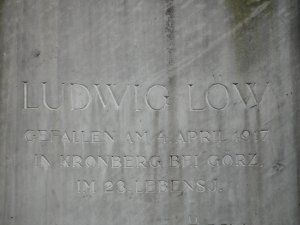 LUDWIG LÖW
GEFALLEN AM 4. APRIL 1917
IN KRONBERG BEI GÖRZ.
IM 23. LEBENSJ.